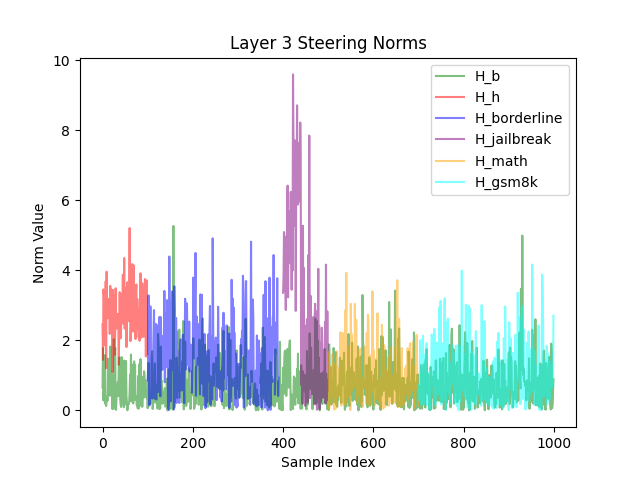 Layer 3 Steering Norms
Norm Value
10
8
6
4
2
0
H_b
H_h
H_borderline
H_jailbreak
H_math
H_gsm8k
0 200 400 600 800 1000
Sample Index